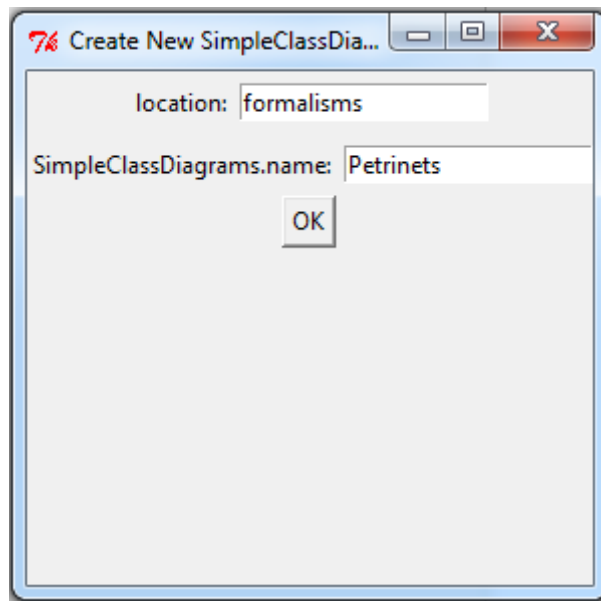 Create New SimpleClassDia...
location: formalisms
SimpleClassDiagrams.name: Petrinets
OK